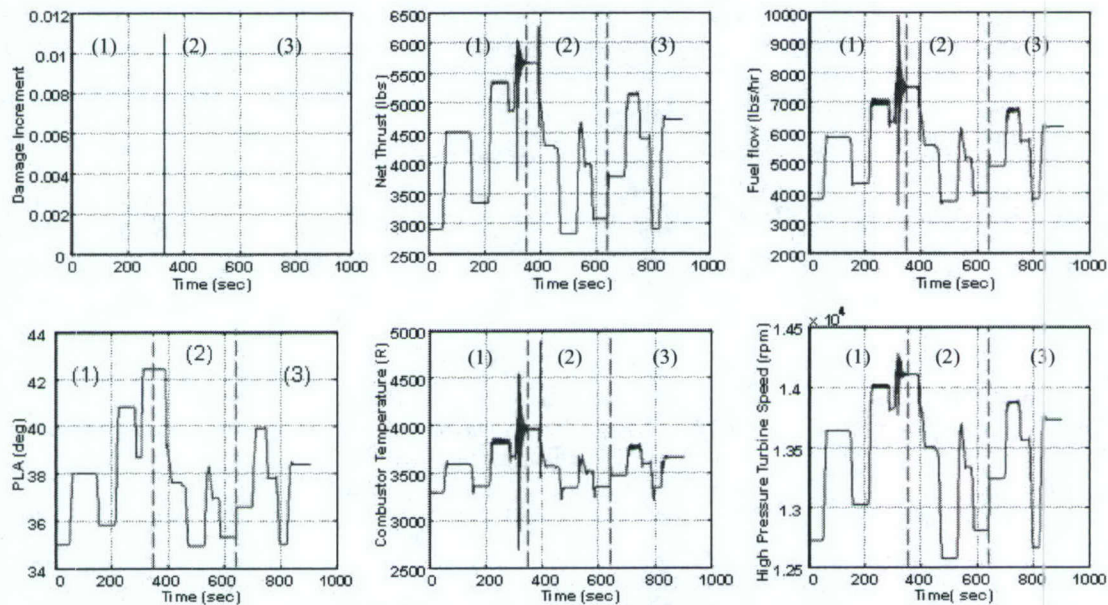 Damage Increment
0.012
0.01
0.008
0.006
0.004
0.002
0
(1) (2) (3)
0 200 400 600 800 1000
Time (sec)
Net Thrust (lbs)
6500
6000
5500
5000
4500
4000
3500
3000
2500
(1) (2) (3)
0 200 400 600 800 1000
Time (sec)
Fuel flow (lbs/hr)
10000
9000
8000
7000
6000
5000
4000
3000
2000
(1) (2) (3)
0 200 400 600 800 1000
Time (sec)
PLA (deg)
44
42
40
38
36
34
(1) (2) (3)
0 200 400 600 800 1000
Time (sec)
Combustor Temperature (R)
5000
4500
4000
3500
3000
2500
(1) (2) (3)
0 200 400 600 800 1000
Time (sec)
High Pressure Turbine Speed (rpm)
x 10⁴
1.45
1.4
1.35
1.3
1.25
(1) (2) (3)
0 200 400 600 800 1000
Time( sec)